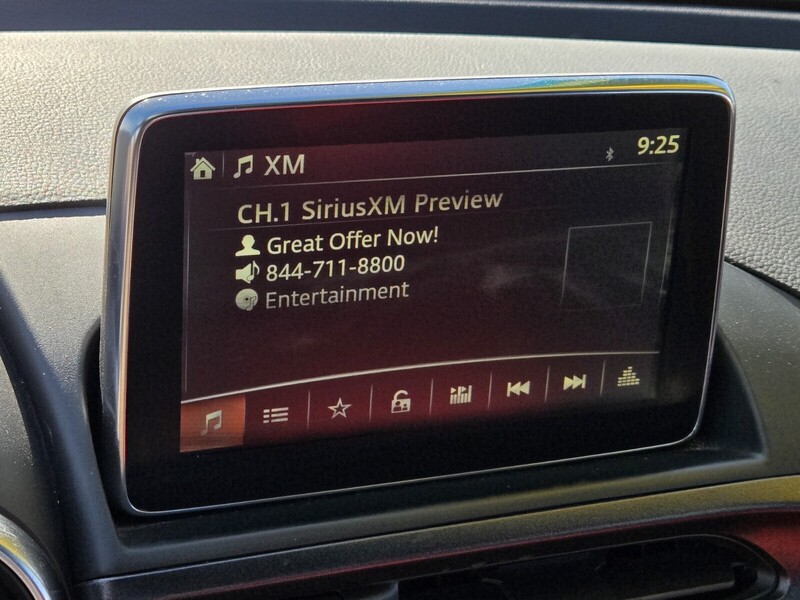 XM
9:25
CH.1 SiriusXM Preview
Great Offer Now!
844-711-8800
Entertainment